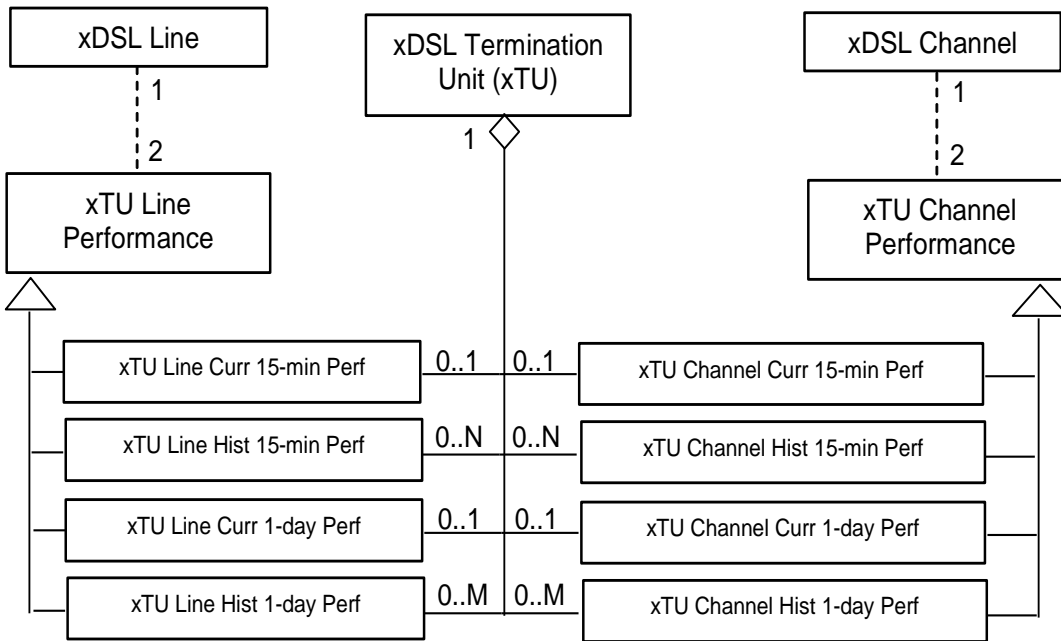 xDSL Line
xDSL Termination
Unit (xTU)
xDSL Channel
1
1
1
2
2
xTU Line
Performance
xTU Channel
Performance
xTU Line Curr 15-min Perf
0..1
0..1
xTU Channel Curr 15-min Perf
xTU Line Hist 15-min Perf
0..N
0..N
xTU Channel Hist 15-min Perf
xTU Line Curr 1-day Perf
0..1
0..1
xTU Channel Curr 1-day Perf
xTU Line Hist 1-day Perf
0..M
0..M
xTU Channel Hist 1-day Perf